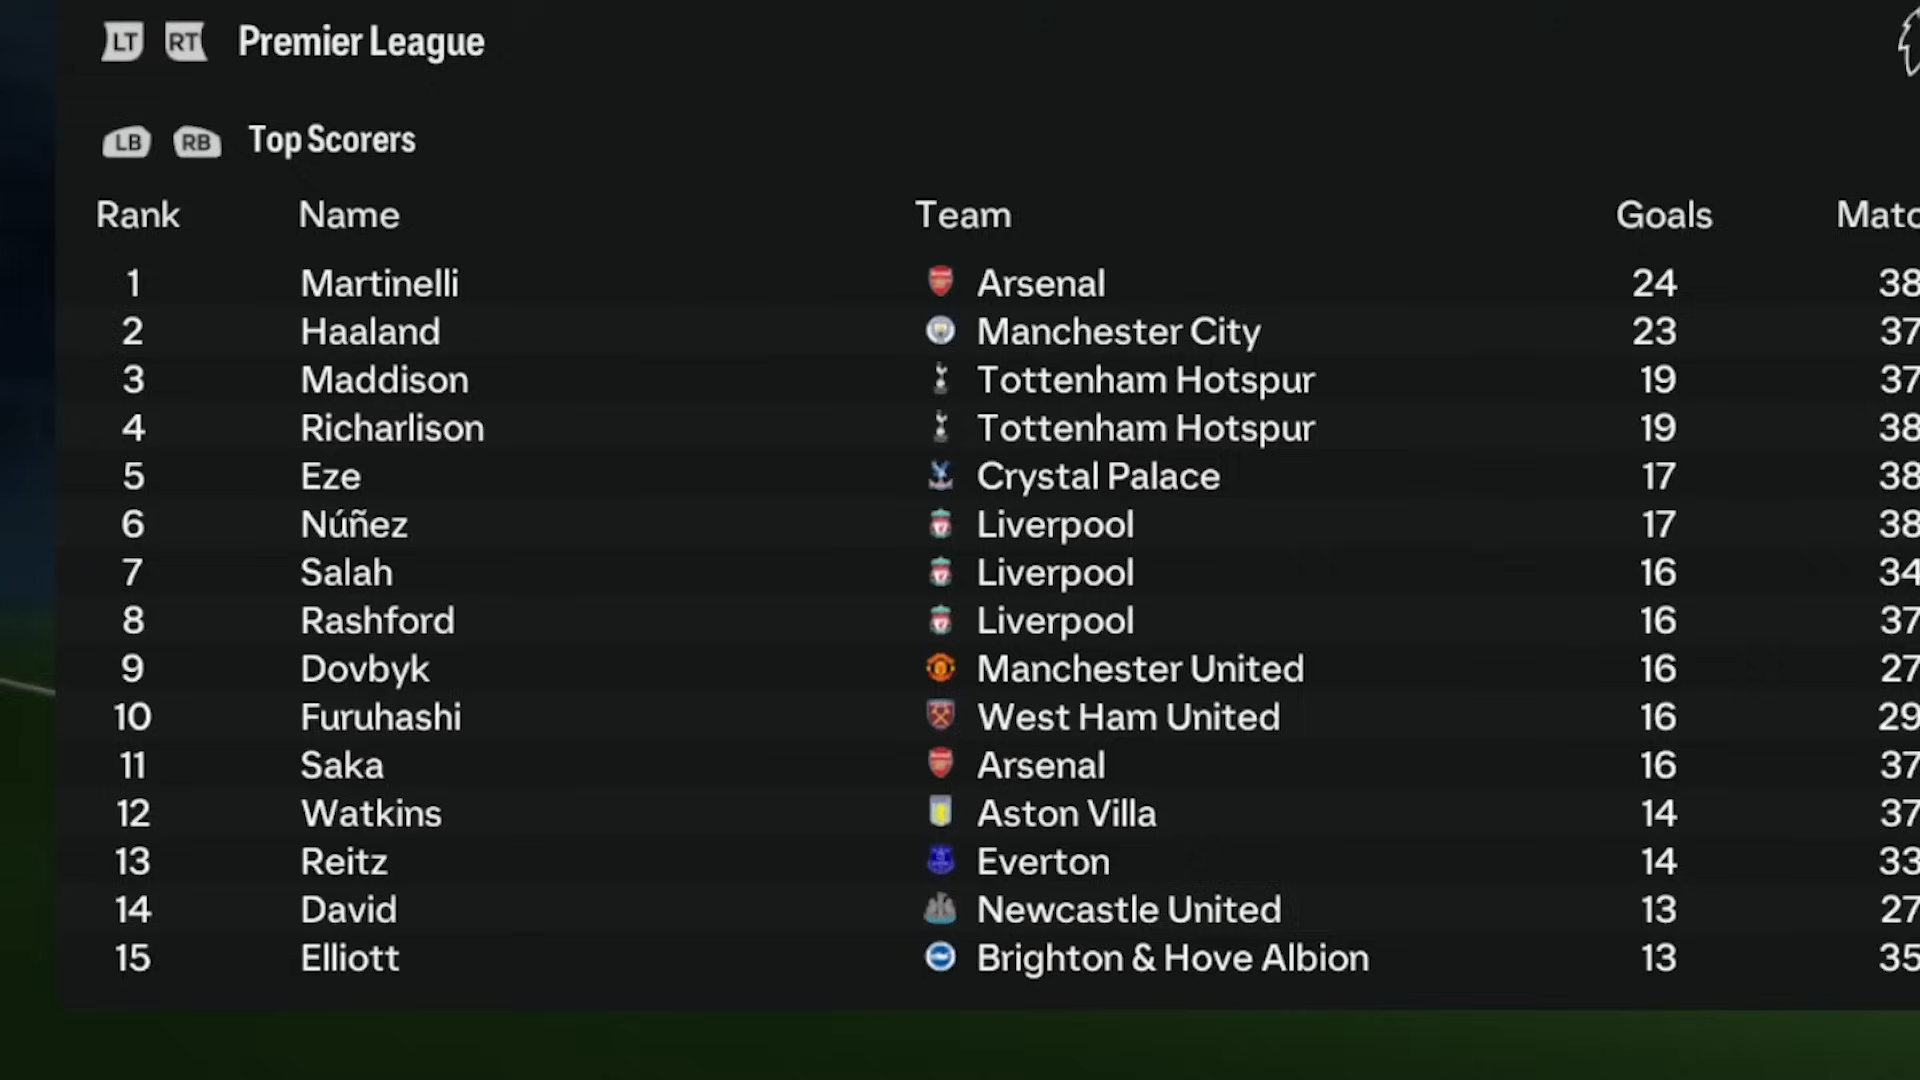 LT RT Premier League
LB RB Top Scorers
Rank Name Team Goals Matc
1 Martinelli Arsenal 24 38
2 Haaland Manchester City 23 37
3 Maddison Tottenham Hotspur 19 37
4 Richarlison Tottenham Hotspur 19 38
5 Eze Crystal Palace 17 38
6 Núñez Liverpool 17 38
7 Salah Liverpool 16 34
8 Rashford Liverpool 16 37
9 Dovbyk Manchester United 16 27
10 Furuhashi West Ham United 16 29
11 Saka Arsenal 16 37
12 Watkins Aston Villa 14 37
13 Reitz Everton 14 33
14 David Newcastle United 13 27
15 Elliott Brighton & Hove Albion 13 35